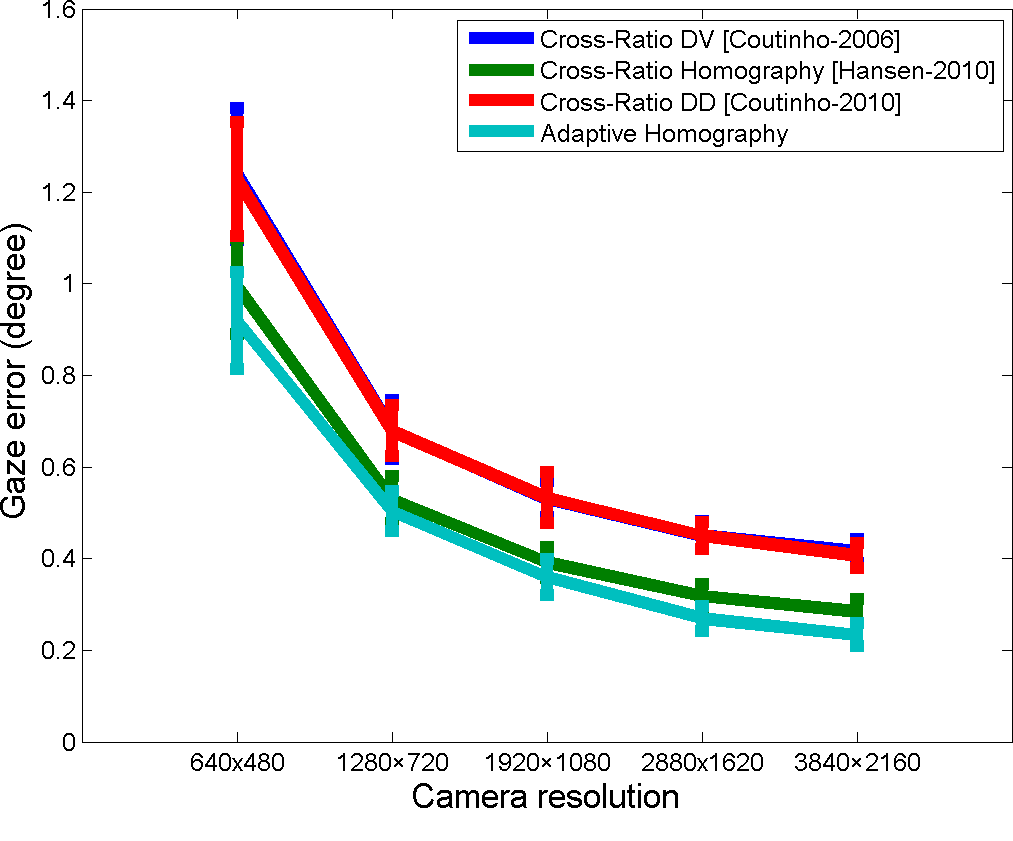 1.6
1.4
1.2
1
0.8
0.6
0.4
0.2
0
Gaze error (degree)
Cross-Ratio DV [Coutinho-2006]
Cross-Ratio Homography [Hansen-2010]
Cross-Ratio DD [Coutinho-2010]
Adaptive Homography
640x480 1280×720 1920×1080 2880x1620 3840×2160
Camera resolution